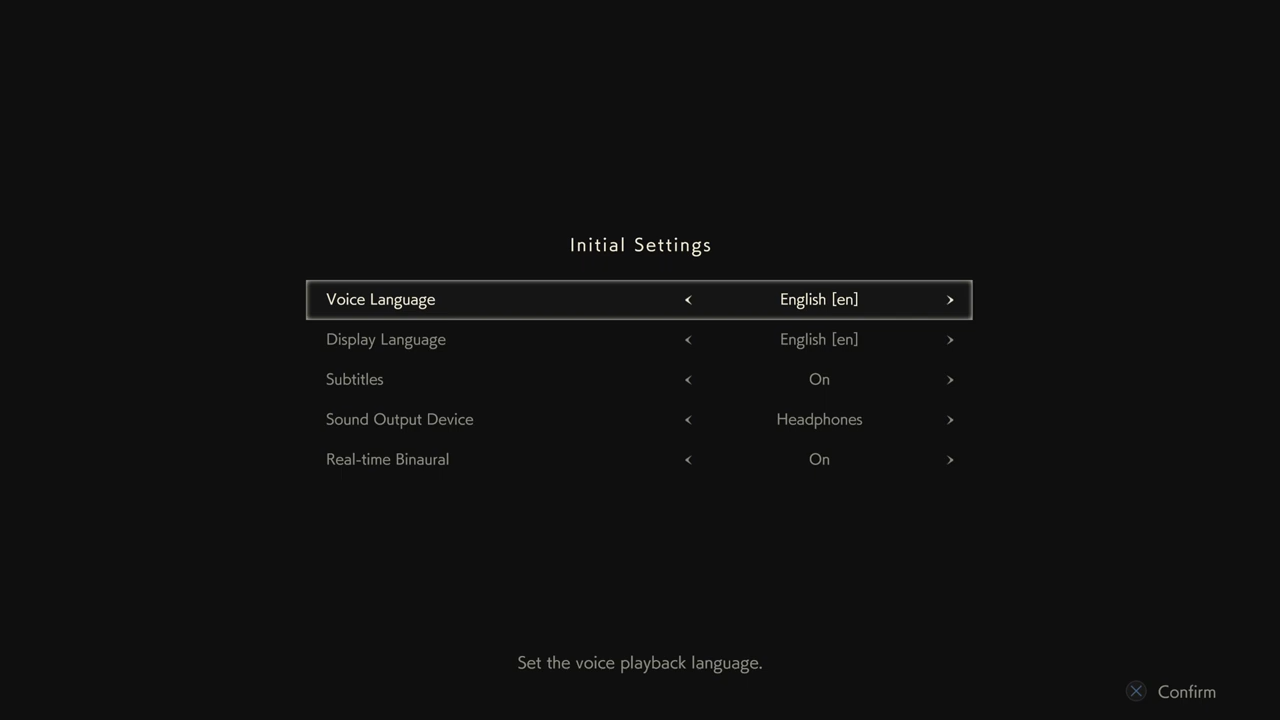 Initial Settings
Voice Language < English [en] >
Display Language < English [en] >
Subtitles < On >
Sound Output Device < Headphones >
Real-time Binaural < On >
Set the voice playback language.
Confirm